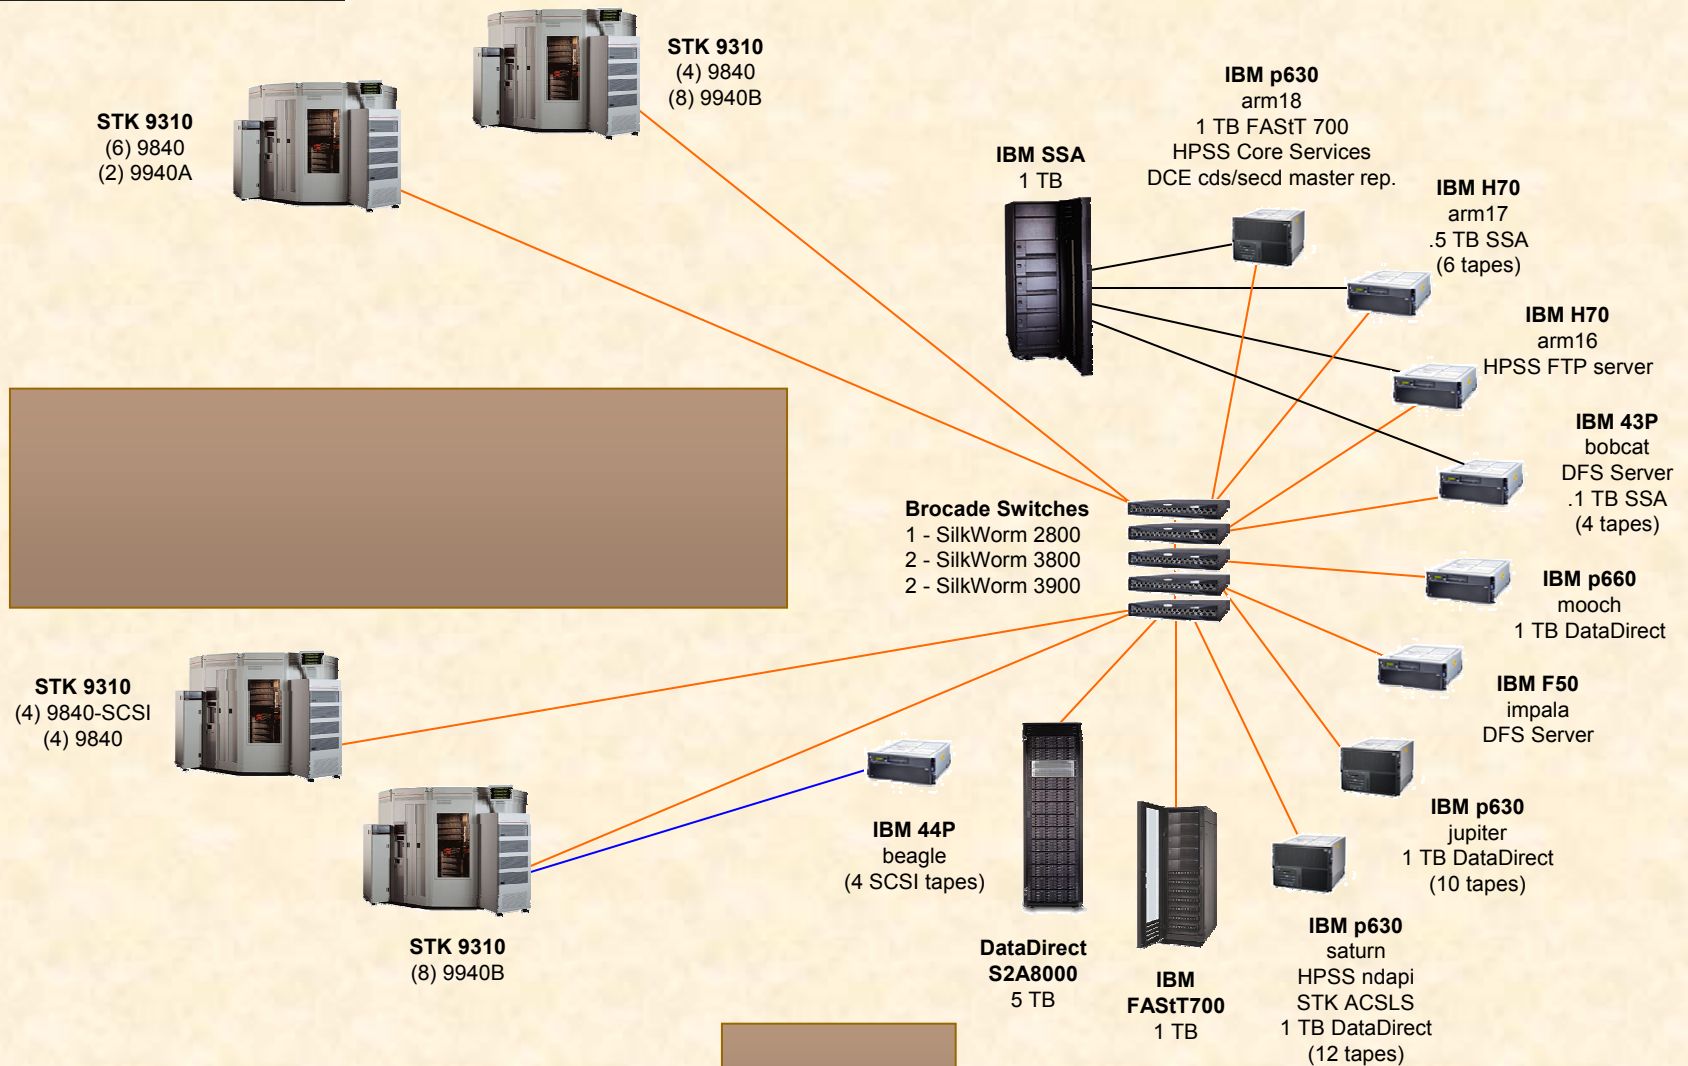 STK 9310
(4) 9840
(8) 9940B
STK 9310
(6) 9840
(2) 9940A
IBM p630
arm18
1 TB FAStT 700
HPSS Core Services
DCE cds/secd master rep.
IBM SSA
1 TB
IBM H70
arm17
.5 TB SSA
(6 tapes)
IBM H70
arm16
HPSS FTP server
IBM 43P
bobcat
DFS Server
.1 TB SSA
(4 tapes)
Brocade Switches
1 - SilkWorm 2800
2 - SilkWorm 3800
2 - SilkWorm 3900
IBM p660
mooch
1 TB DataDirect
IBM F50
impala
DFS Server
STK 9310
(4) 9840-SCSI
(4) 9840
IBM p630
jupiter
1 TB DataDirect
(10 tapes)
IBM 44P
beagle
(4 SCSI tapes)
STK 9310
(8) 9940B
DataDirect
S2A8000
5 TB
IBM
FAStT700
1 TB
IBM p630
saturn
HPSS ndapi
STK ACSLS
1 TB DataDirect
(12 tapes)